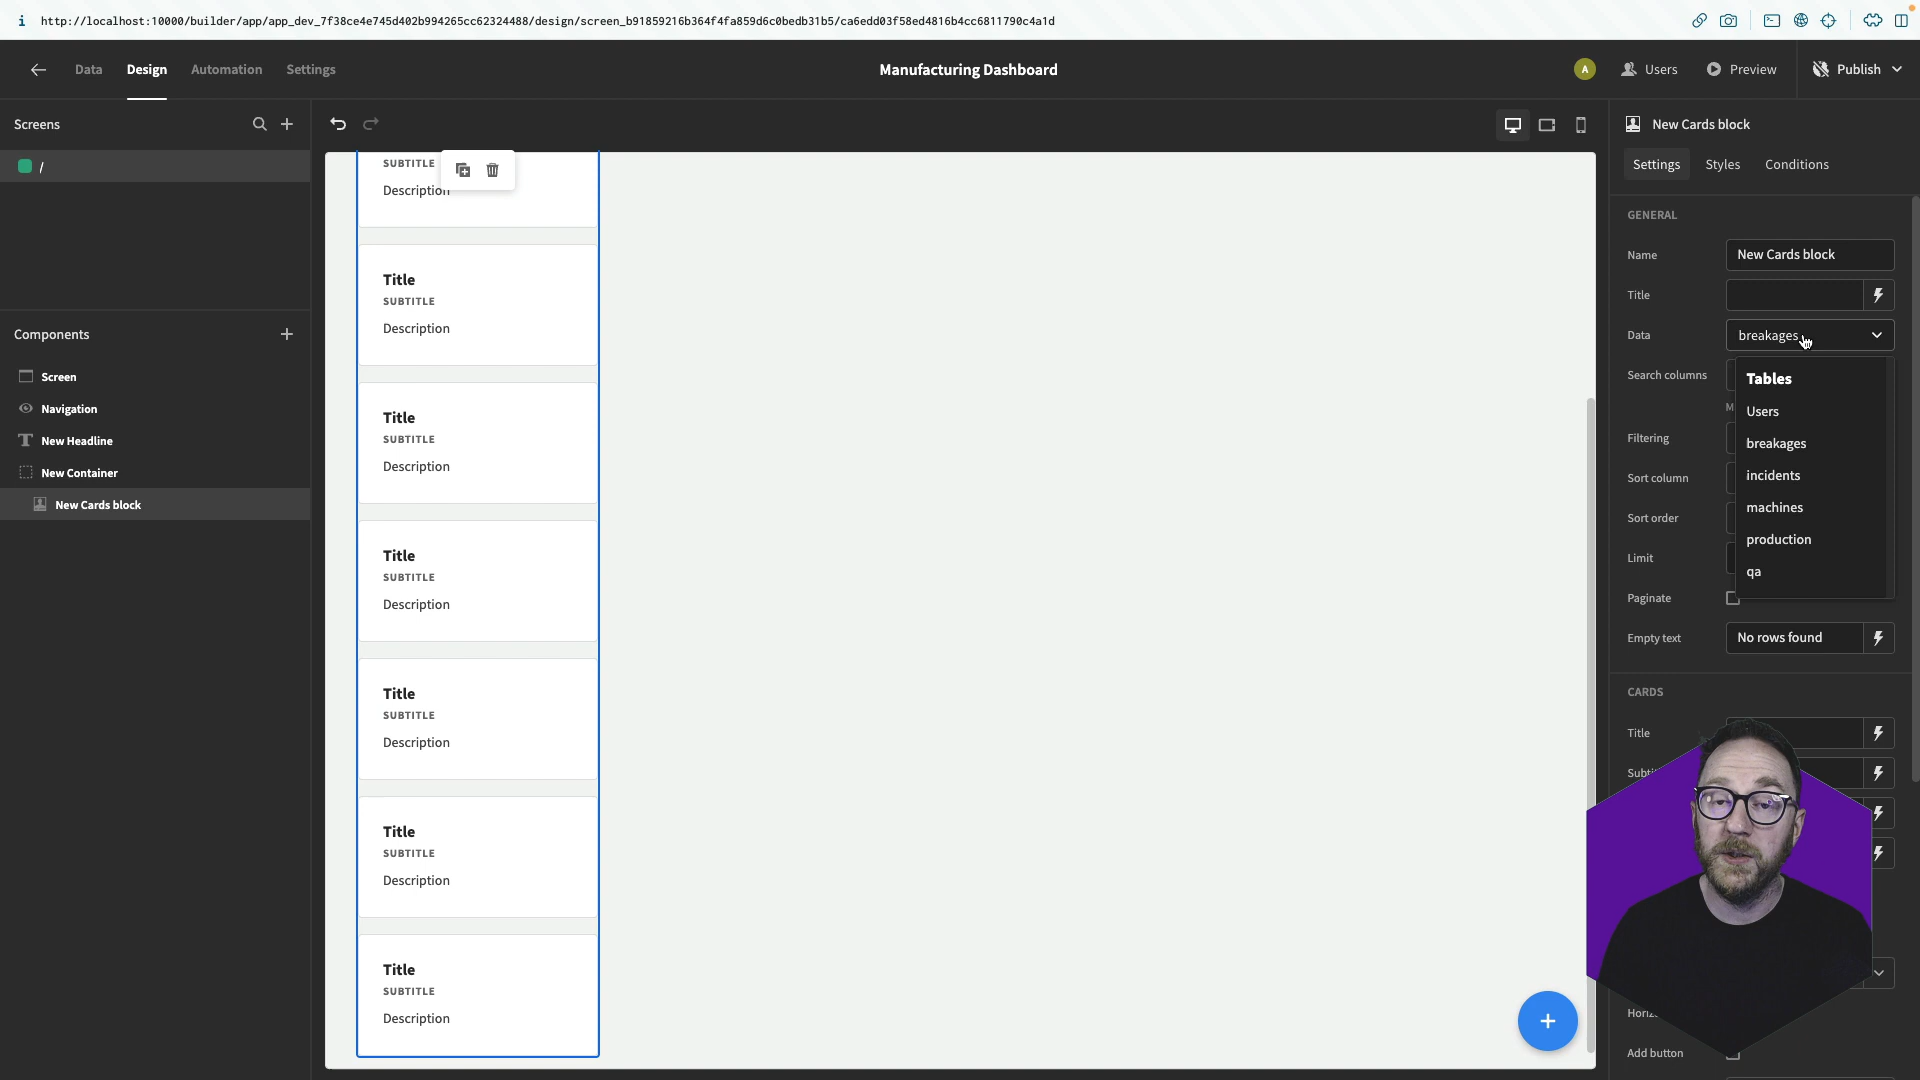 i http://localhost:10000/builder/app/app_dev_7f38ce4e745d402b994265cc62324488/design/screen_b91859216b364f4fa859d6c0bedb31b5/ca6edd03f58ed4816b4cc6811790c4a1d
Data Design Automation Settings
Manufacturing Dashboard
A Users Preview Publish
Screens
/
Components
Screen
Navigation
New Headline
New Container
New Cards block
SUBTITLE
Description
Title
SUBTITLE
Description
Title
SUBTITLE
Description
Title
SUBTITLE
Description
Title
SUBTITLE
Description
Title
SUBTITLE
Description
Title
SUBTITLE
Description
New Cards block
Settings Styles Conditions
GENERAL
Name New Cards block
Title
Data breakages
Search columns
Filtering
Sort column
Sort order
Limit
Paginate
Tables
Users
breakages
incidents
machines
production
qa
Empty text No rows found
CARDS
Title
Add button